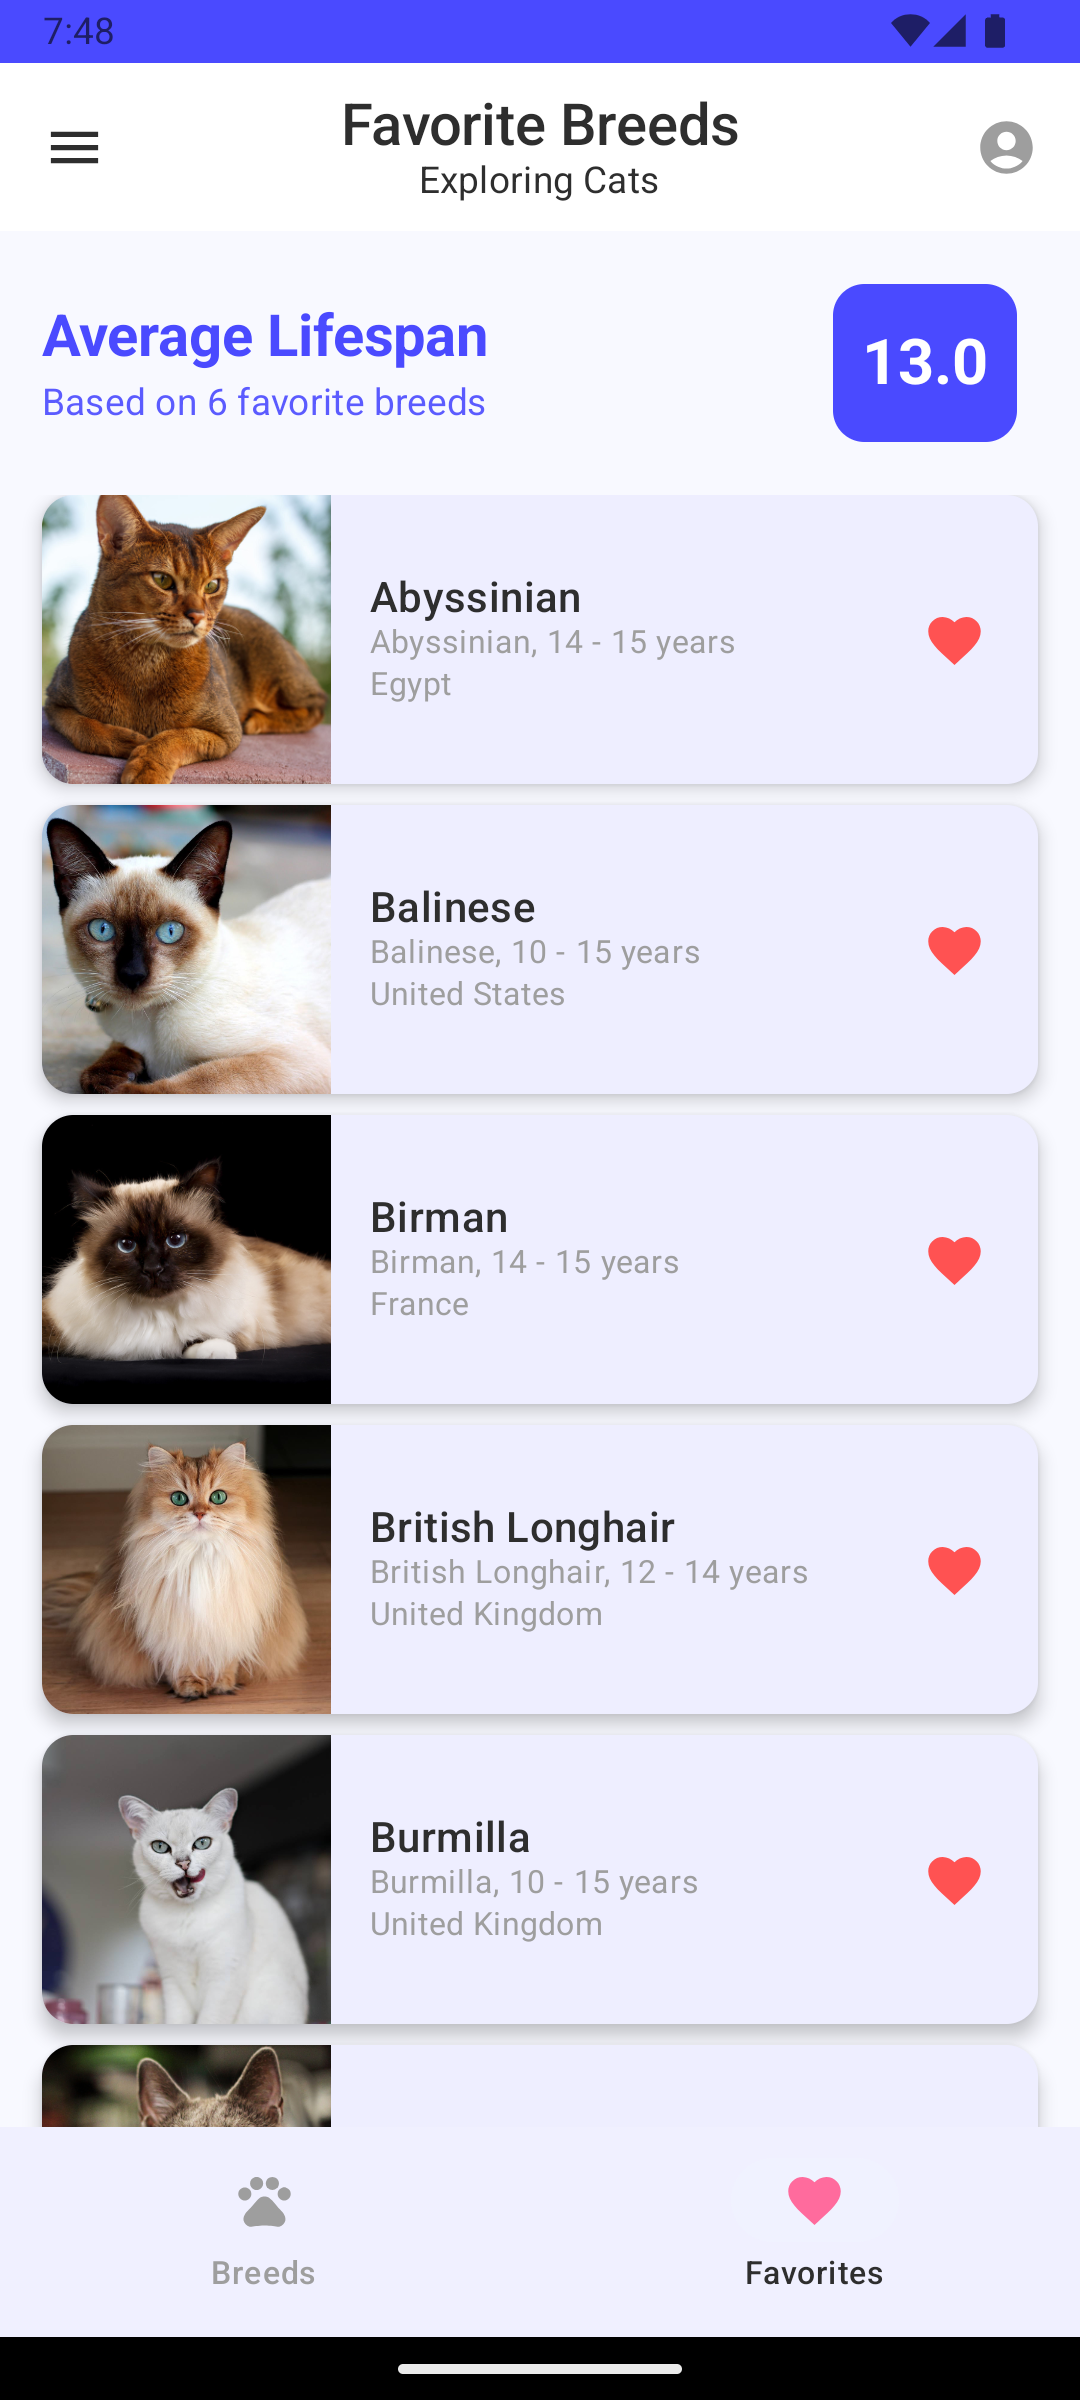 7:48
Favorite Breeds
Exploring Cats
Average Lifespan
Based on 6 favorite breeds
13.0
Abyssinian
Abyssinian, 14 - 15 years
Egypt
Balinese
Balinese, 10 - 15 years
United States
Birman
Birman, 14 - 15 years
France
British Longhair
British Longhair, 12 - 14 years
United Kingdom
Burmilla
Burmilla, 10 - 15 years
United Kingdom
Breeds
Favorites